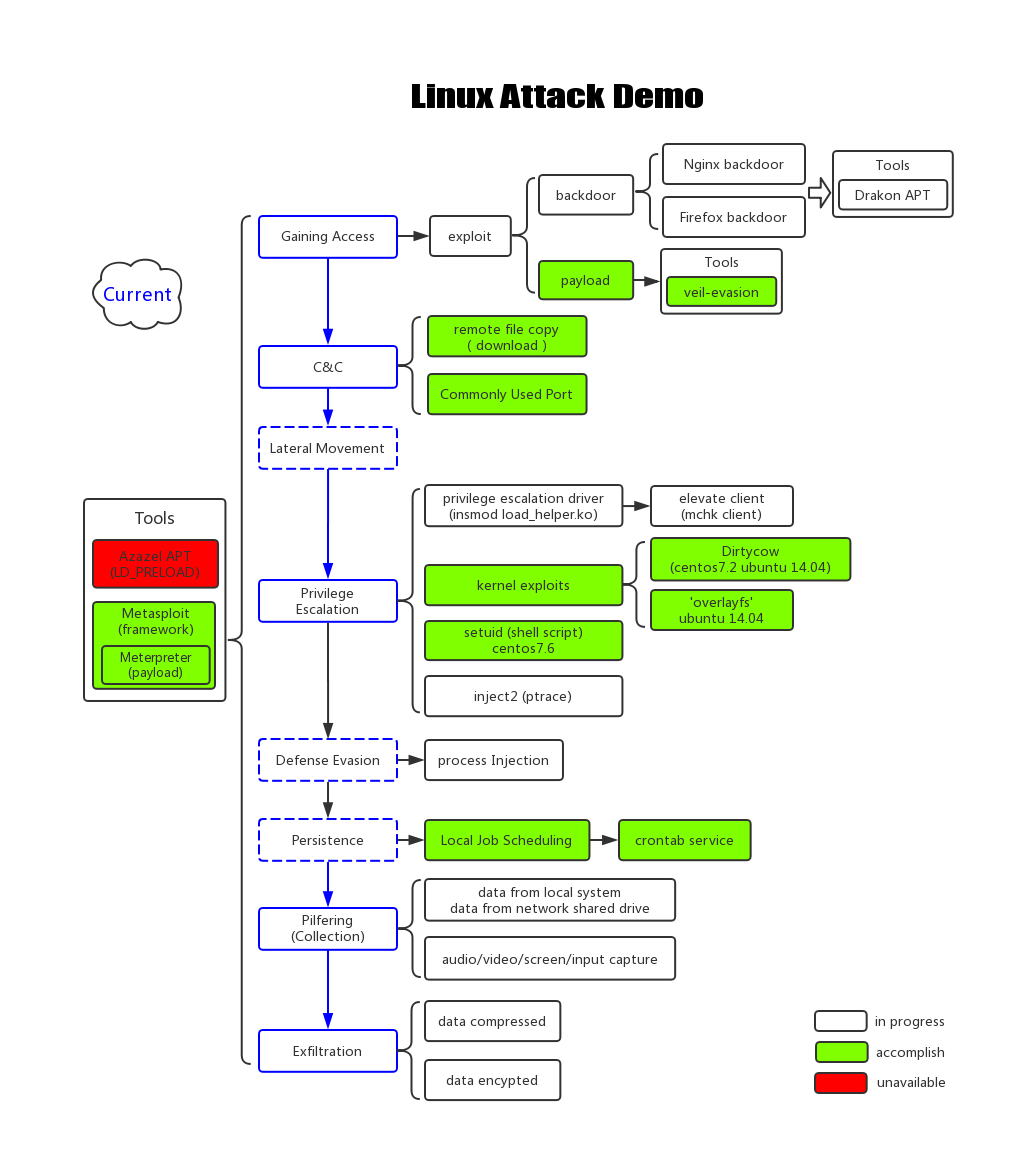 Linux Attack Demo
Current
Tools
Azazel APT
(LD_PRELOAD)
Metasploit
(framework)
Meterpreter
(payload)
Gaining Access
exploit
backdoor
Nginx backdoor
Firefox backdoor
Tools
Drakon APT
payload
Tools
veil-evasion
C&C
remote file copy
( download )
Commonly Used Port
Lateral Movement
Privilege
Escalation
privilege escalation driver
(insmod load_helper.ko)
elevate client
(mchk client)
kernel exploits
Dirtycow
(centos7.2 ubuntu 14.04)
'overlayfs'
ubuntu 14.04
setuid (shell script)
centos7.6
inject2 (ptrace)
Defense Evasion
process Injection
Persistence
Local Job Scheduling
crontab service
Pilfering
(Collection)
data from local system
data from network shared drive
audio/video/screen/input capture
Exfiltration
data compressed
data encypted
in progress
accomplish
unavailable